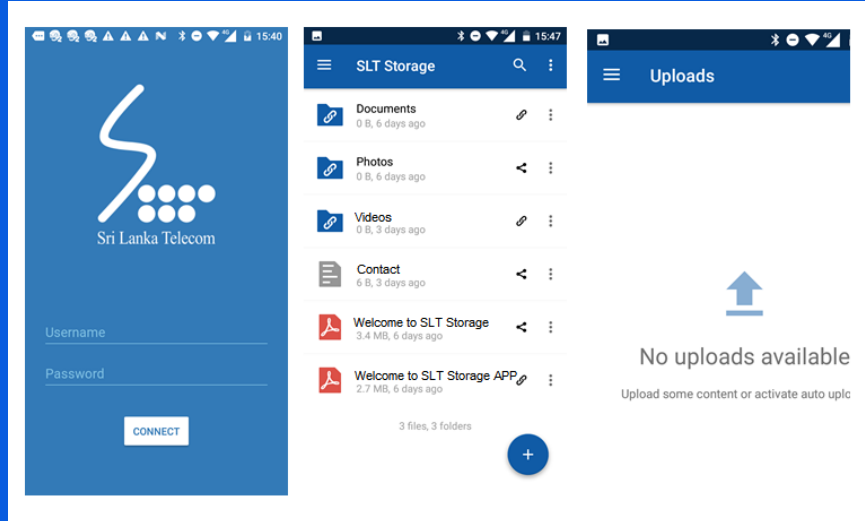 15:40
Sri Lanka Telecom
Username
Password
CONNECT
4G 15:47
SLT Storage
Documents
0 B, 6 days ago
Photos
0 B, 6 days ago
Videos
0 B, 3 days ago
Contact
6 B, 3 days ago
Welcome to SLT Storage
3.4 MB, 6 days ago
Welcome to SLT Storage APP
2.7 MB, 6 days ago
3 files, 3 folders
4G
Uploads
No uploads available
Upload some content or activate auto uplo